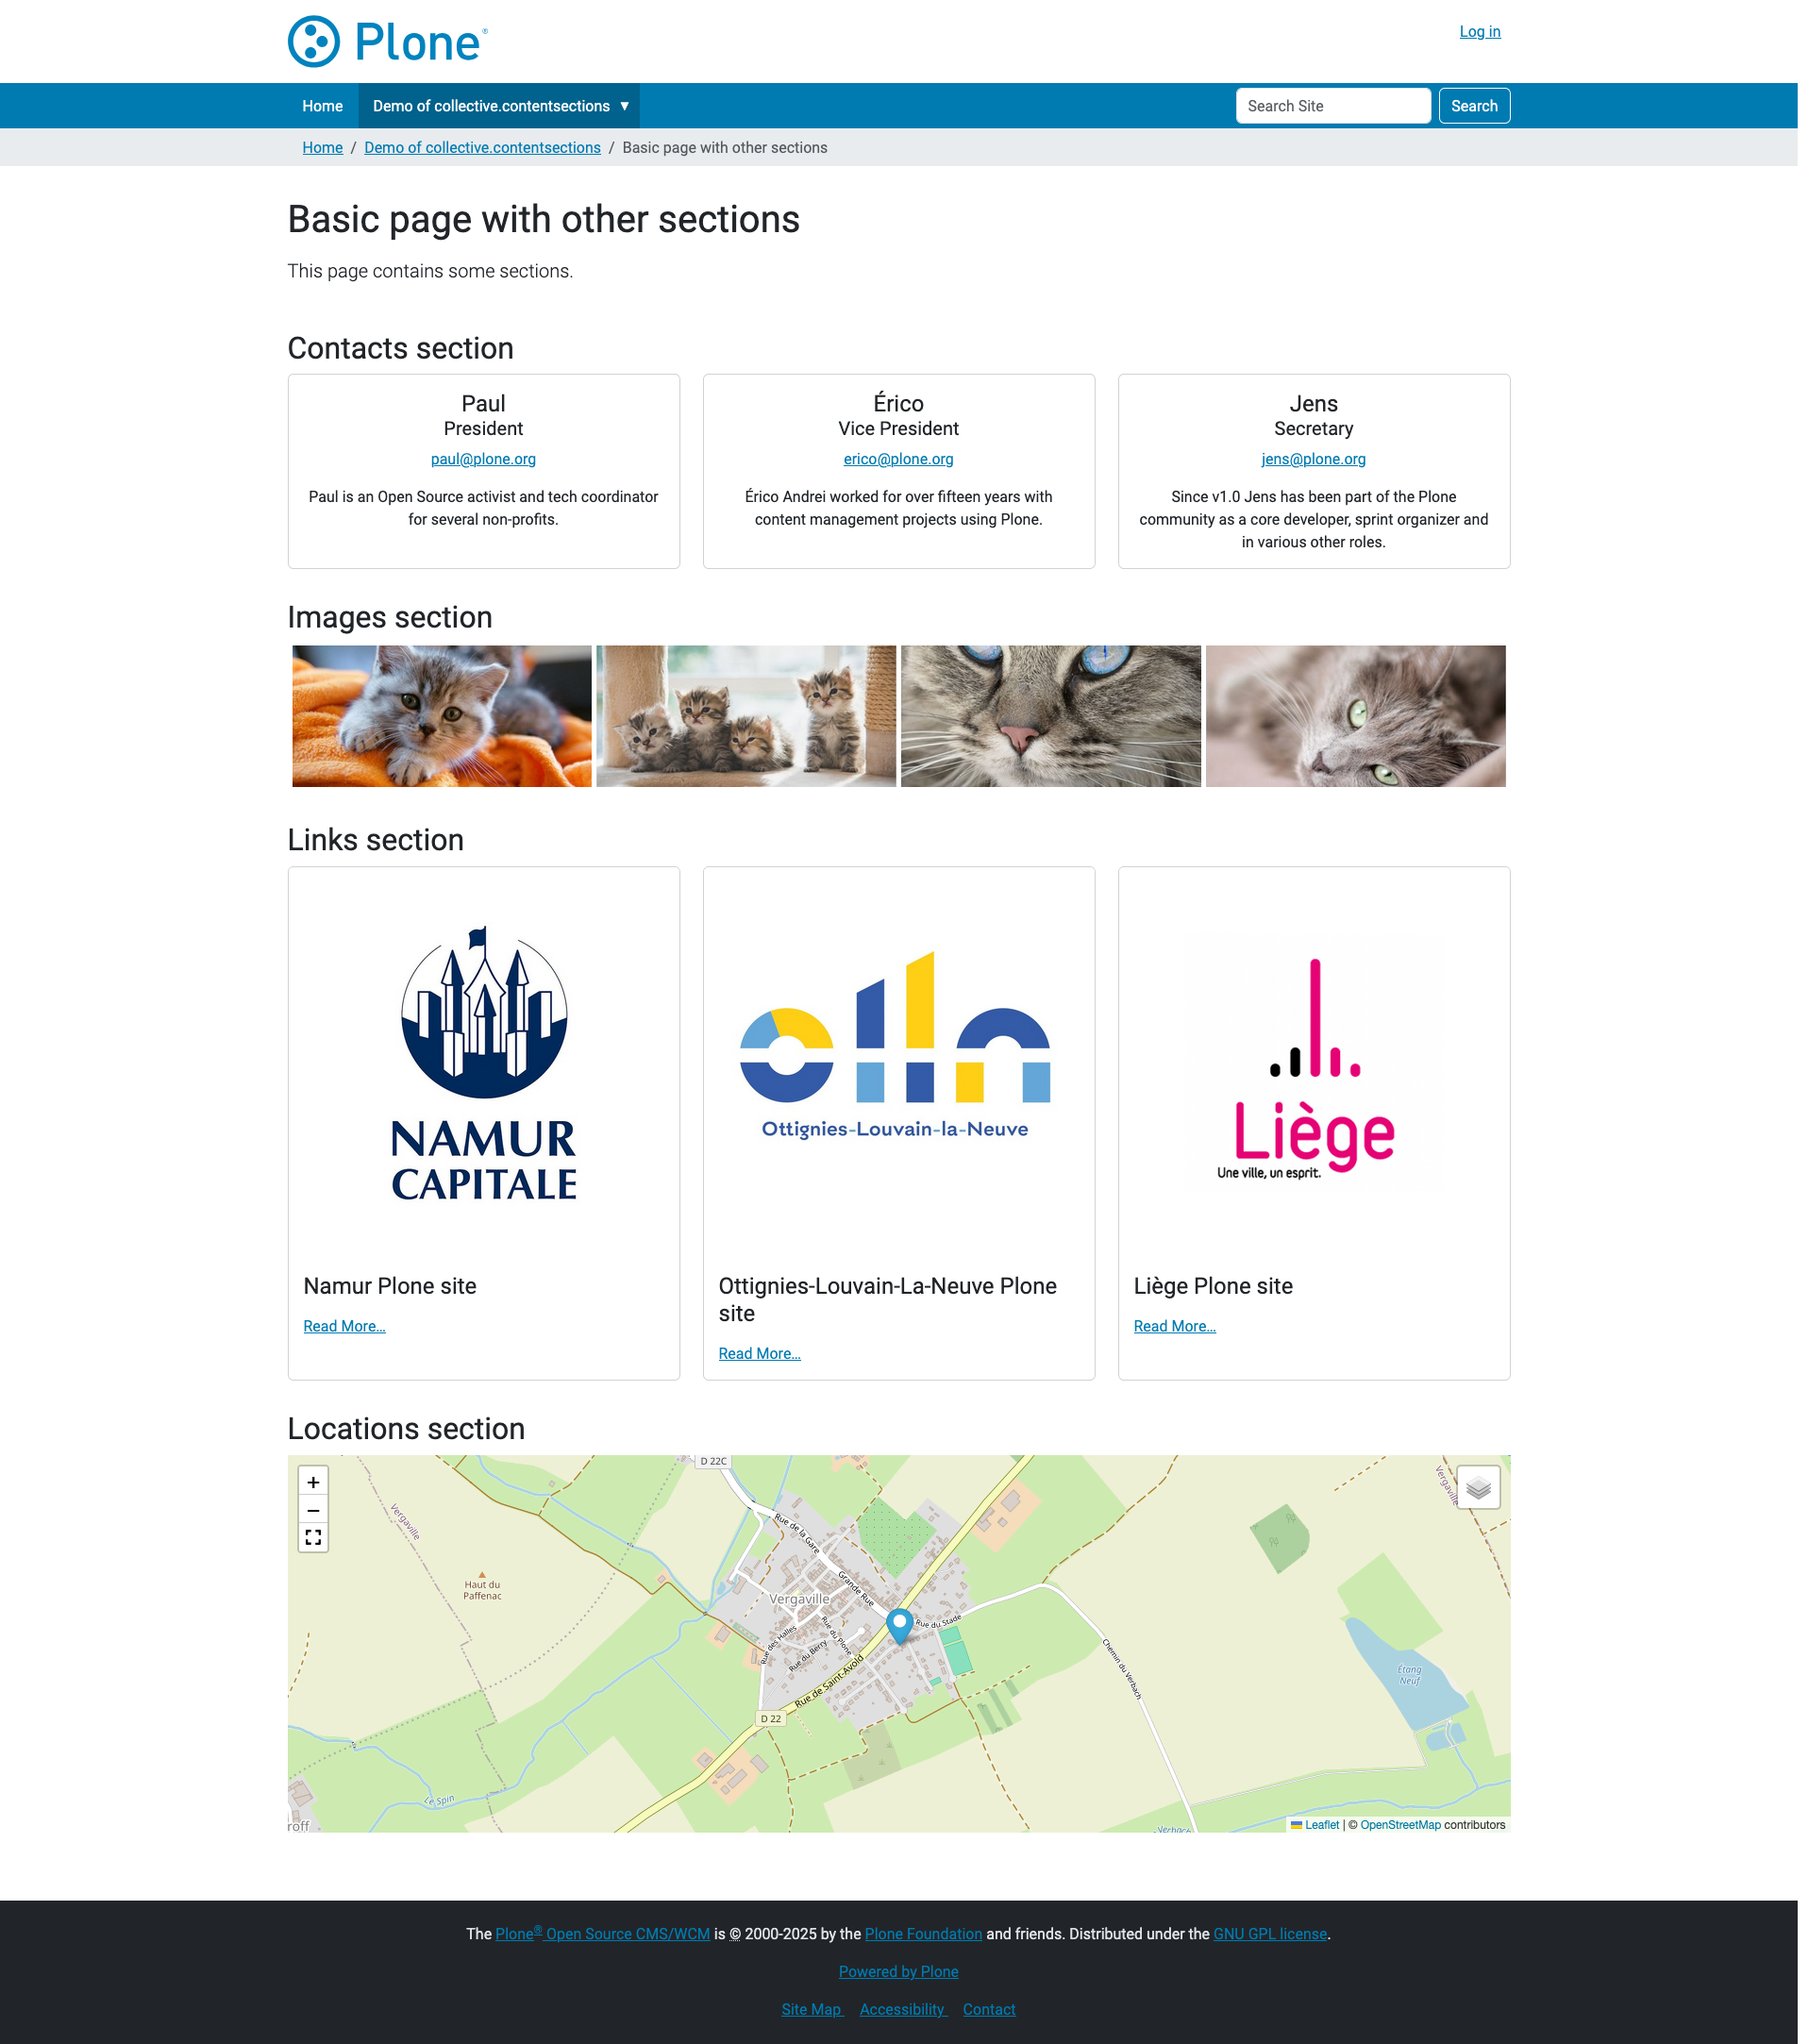 Plone®
Log in
Home
Demo of collective.contentsections ▼
Search Site
Search
Home / Demo of collective.contentsections / Basic page with other sections
Basic page with other sections
This page contains some sections.
Contacts section
Paul
President
paul@plone.org
Paul is an Open Source activist and tech coordinator
for several non-profits.
Érico
Vice President
erico@plone.org
Érico Andrei worked for over fifteen years with
content management projects using Plone.
Jens
Secretary
jens@plone.org
Since v1.0 Jens has been part of the Plone
community as a core developer, sprint organizer and
in various other roles.
Images section
Links section
NAMUR
CAPITALE
Namur Plone site
Read More…
olln
Ottignies-Louvain-la-Neuve
Ottignies-Louvain-La-Neuve Plone
site
Read More…
Liège
Une ville, un esprit.
Liège Plone site
Read More…
Locations section
+
−
D 22C
Vergaville
Vergaville
Rue de la Gare
Haut du
Paffenac
Grande Rue
Vergaville
Rue du Stade
Rue du Plone
Rue des Halles
Rue du Berry
Rue de Saint-Avold
Chemin du Verbach
Étang
Neuf
D 22
Le Spin
roff
Verbach
Leaflet | © OpenStreetMap contributors
The Plone® Open Source CMS/WCM is © 2000-2025 by the Plone Foundation and friends. Distributed under the GNU GPL license.
Powered by Plone
Site Map Accessibility Contact